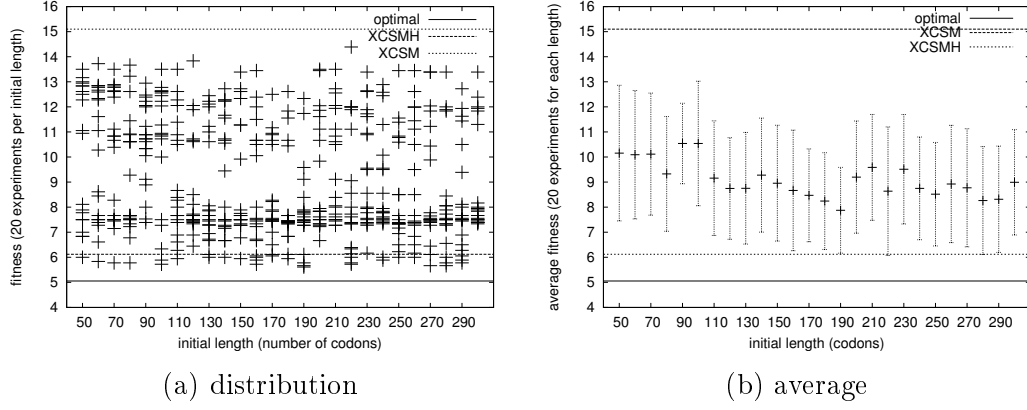 fitness (20 experiments per initial length)
16
15
14
13
12
11
10
9
8
7
6
5
4
optimal
XCSMH
XCSM
50 70 90 110 130 150 170 190 210 230 250 270 290
initial length (number of codons)
(a) distribution
average fitness (20 experiments for each length)
16
15
14
13
12
11
10
9
8
7
6
5
4
optimal
XCSM
XCSMH
50 70 90 110 130 150 170 190 210 230 250 270 290
initial length (codons)
(b) average